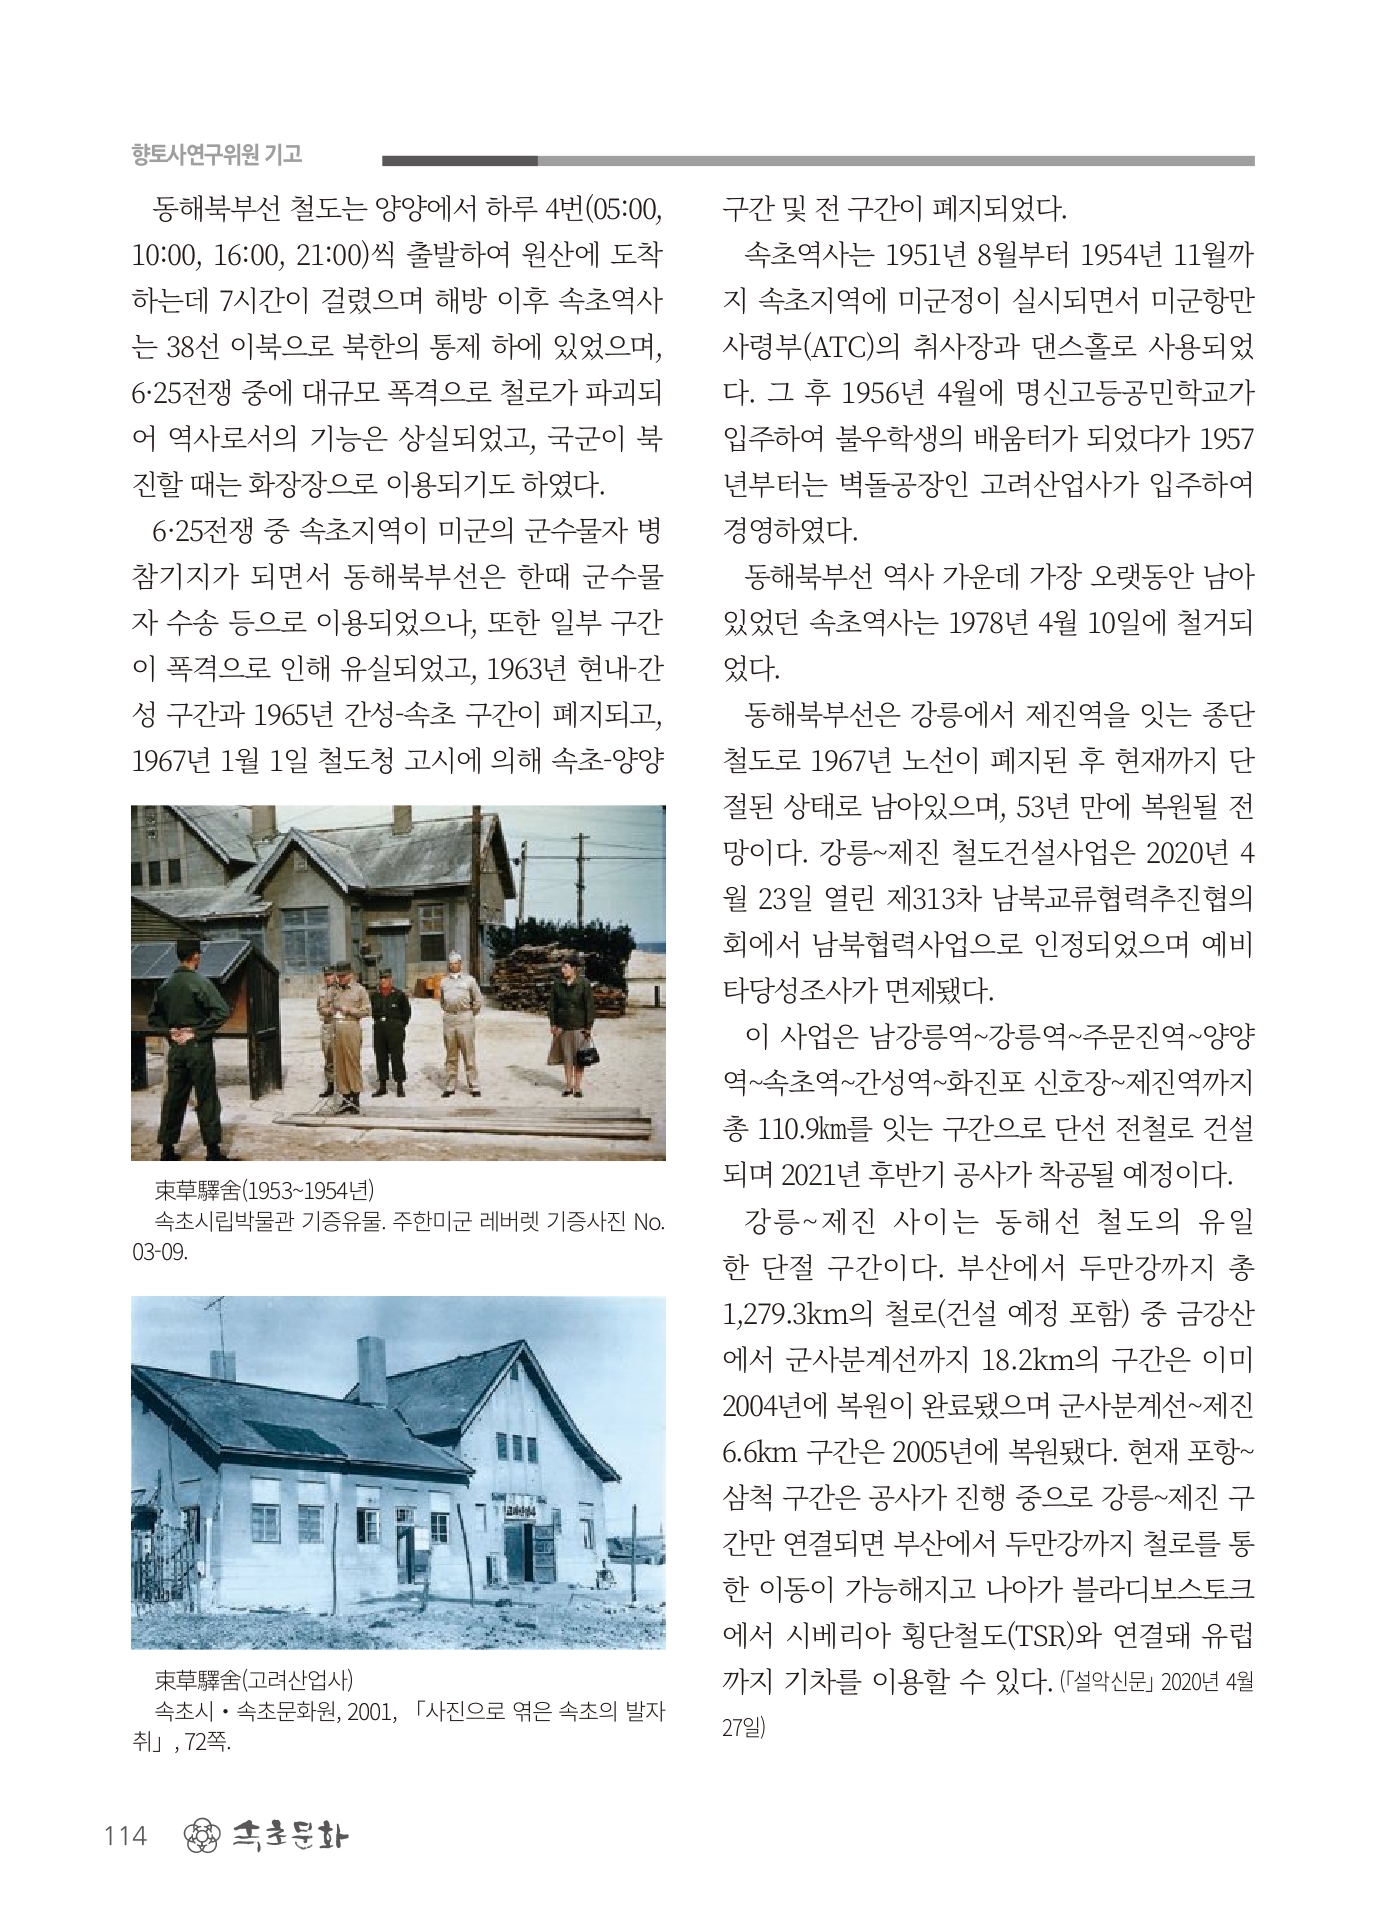 향토사연구위원 기고
동해북부선 철도는 양양에서 하루 4번(05:00,
10:00, 16:00, 21:00)씩 출발하여 원산에 도착
하는데 7시간이 걸렸으며 해방 이후 속초역사
는 38선 이북으로 북한의 통제 하에 있었으며,
6·25전쟁 중에 대규모 폭격으로 철로가 파괴되
어 역사로서의 기능은 상실되었고, 국군이 북
진할 때는 화장장으로 이용되기도 하였다.
6·25전쟁 중 속초지역이 미군의 군수물자 병
참기지가 되면서 동해북부선은 한때 군수물
자 수송 등으로 이용되었으나, 또한 일부 구간
이 폭격으로 인해 유실되었고, 1963년 현내-간
성 구간과 1965년 간성-속초 구간이 폐지되고,
1967년 1월 1일 철도청 고시에 의해 속초-양양
束草驛舍(1953~1954년)
속초시립박물관 기증유물. 주한미군 레버렛 기증사진 No.
03-09.
束草驛舍(고려산업사)
속초시・속초문화원, 2001, 「사진으로 엮은 속초의 발자
취」, 72쪽.
구간 및 전 구간이 폐지되었다.
속초역사는 1951년 8월부터 1954년 11월까
지 속초지역에 미군정이 실시되면서 미군항만
사령부(ATC)의 취사장과 댄스홀로 사용되었
다. 그 후 1956년 4월에 명신고등공민학교가
입주하여 불우학생의 배움터가 되었다가 1957
년부터는 벽돌공장인 고려산업사가 입주하여
경영하였다.
동해북부선 역사 가운데 가장 오랫동안 남아
있었던 속초역사는 1978년 4월 10일에 철거되
었다.
동해북부선은 강릉에서 제진역을 잇는 종단
철도로 1967년 노선이 폐지된 후 현재까지 단
절된 상태로 남아있으며, 53년 만에 복원될 전
망이다. 강릉~제진 철도건설사업은 2020년 4
월 23일 열린 제313차 남북교류협력추진협의
회에서 남북협력사업으로 인정되었으며 예비
타당성조사가 면제됐다.
이 사업은 남강릉역~강릉역~주문진역~양양
역~속초역~간성역~화진포 신호장~제진역까지
총 110.9㎞를 잇는 구간으로 단선 전철로 건설
되며 2021년 후반기 공사가 착공될 예정이다.
강릉~제진 사이는 동해선 철도의 유일
한 단절 구간이다. 부산에서 두만강까지 총
1,279.3km의 철로(건설 예정 포함) 중 금강산
에서 군사분계선까지 18.2km의 구간은 이미
2004년에 복원이 완료됐으며 군사분계선~제진
6.6km 구간은 2005년에 복원됐다. 현재 포항~
삼척 구간은 공사가 진행 중으로 강릉~제진 구
간만 연결되면 부산에서 두만강까지 철로를 통
한 이동이 가능해지고 나아가 블라디보스토크
에서 시베리아 횡단철도(TSR)와 연결돼 유럽
까지 기차를 이용할 수 있다. (「설악신문」 2020년 4월
27일)
114 속초문화